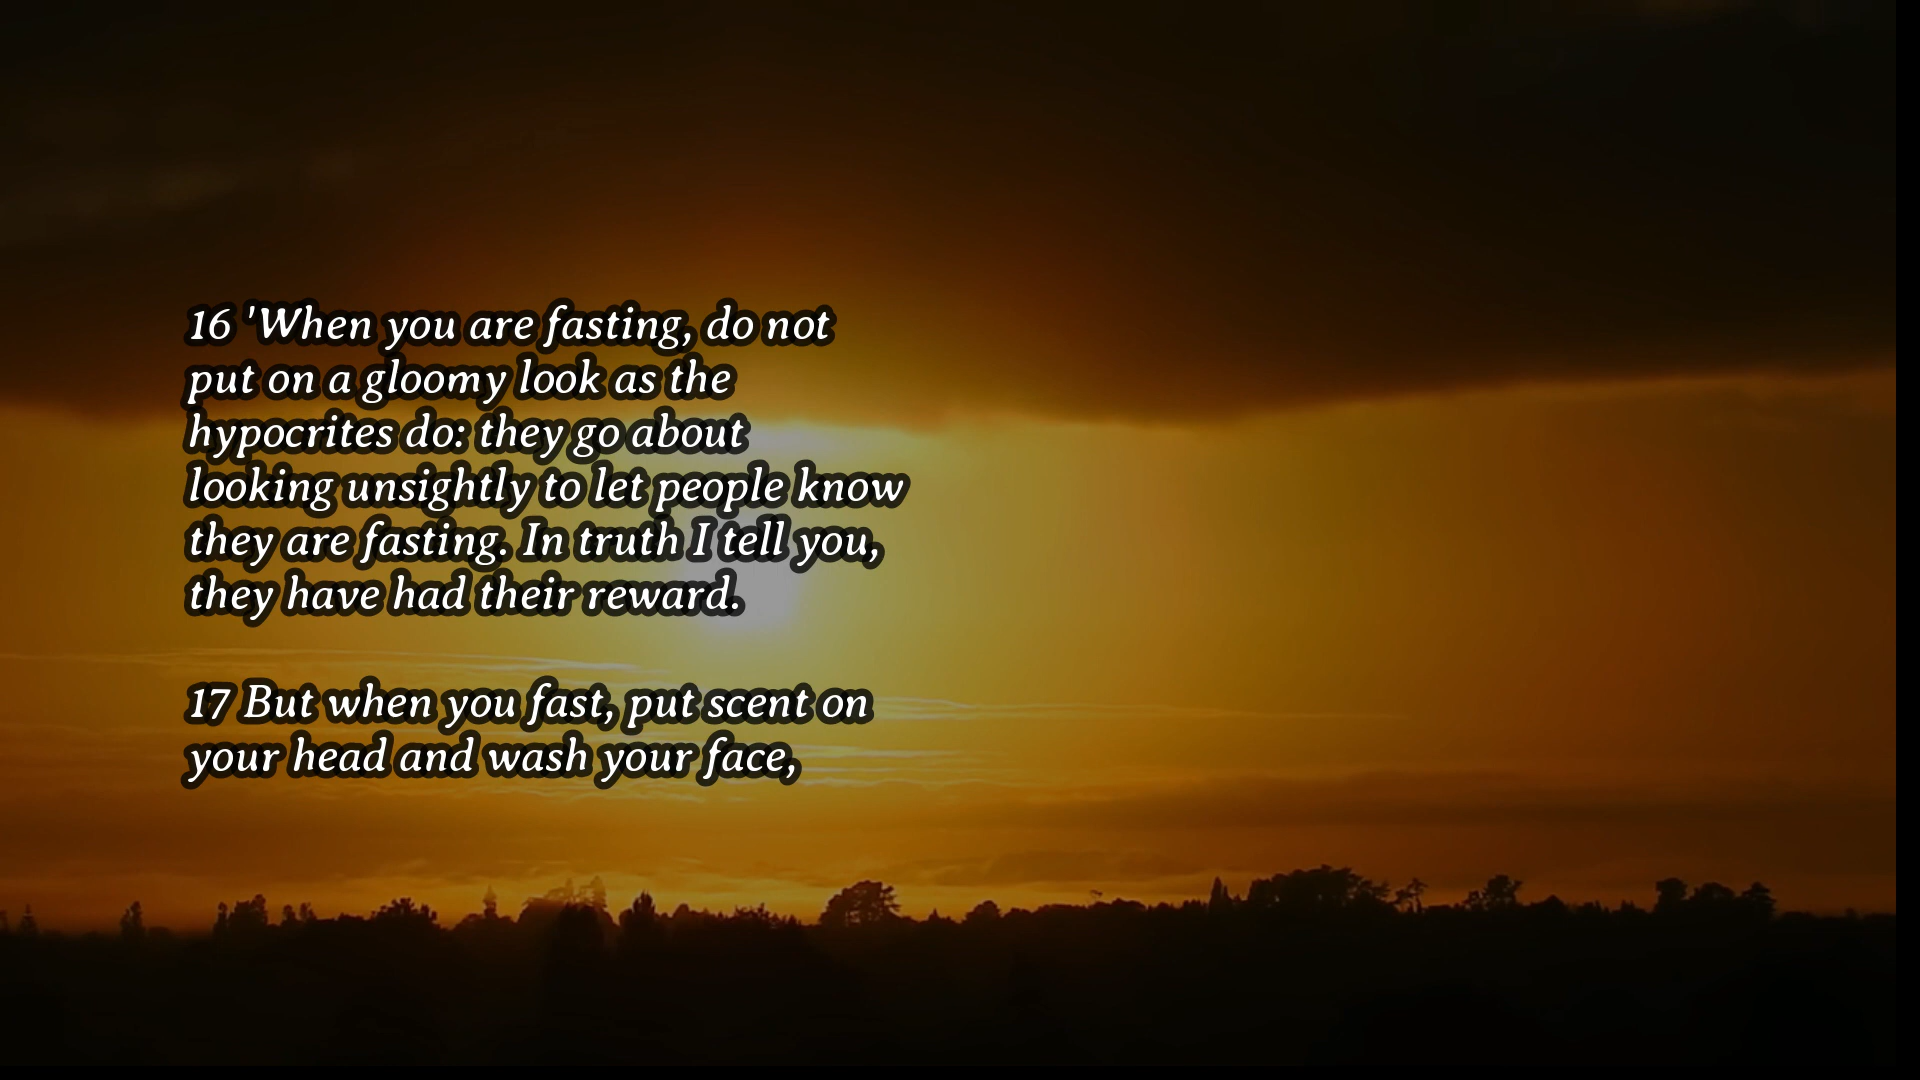 16 'When you are fasting, do not
put on a gloomy look as the
hypocrites do: they go about
looking unsightly to let people know
they are fasting. In truth I tell you,
they have had their reward.
17 But when you fast, put scent on
your head and wash your face,